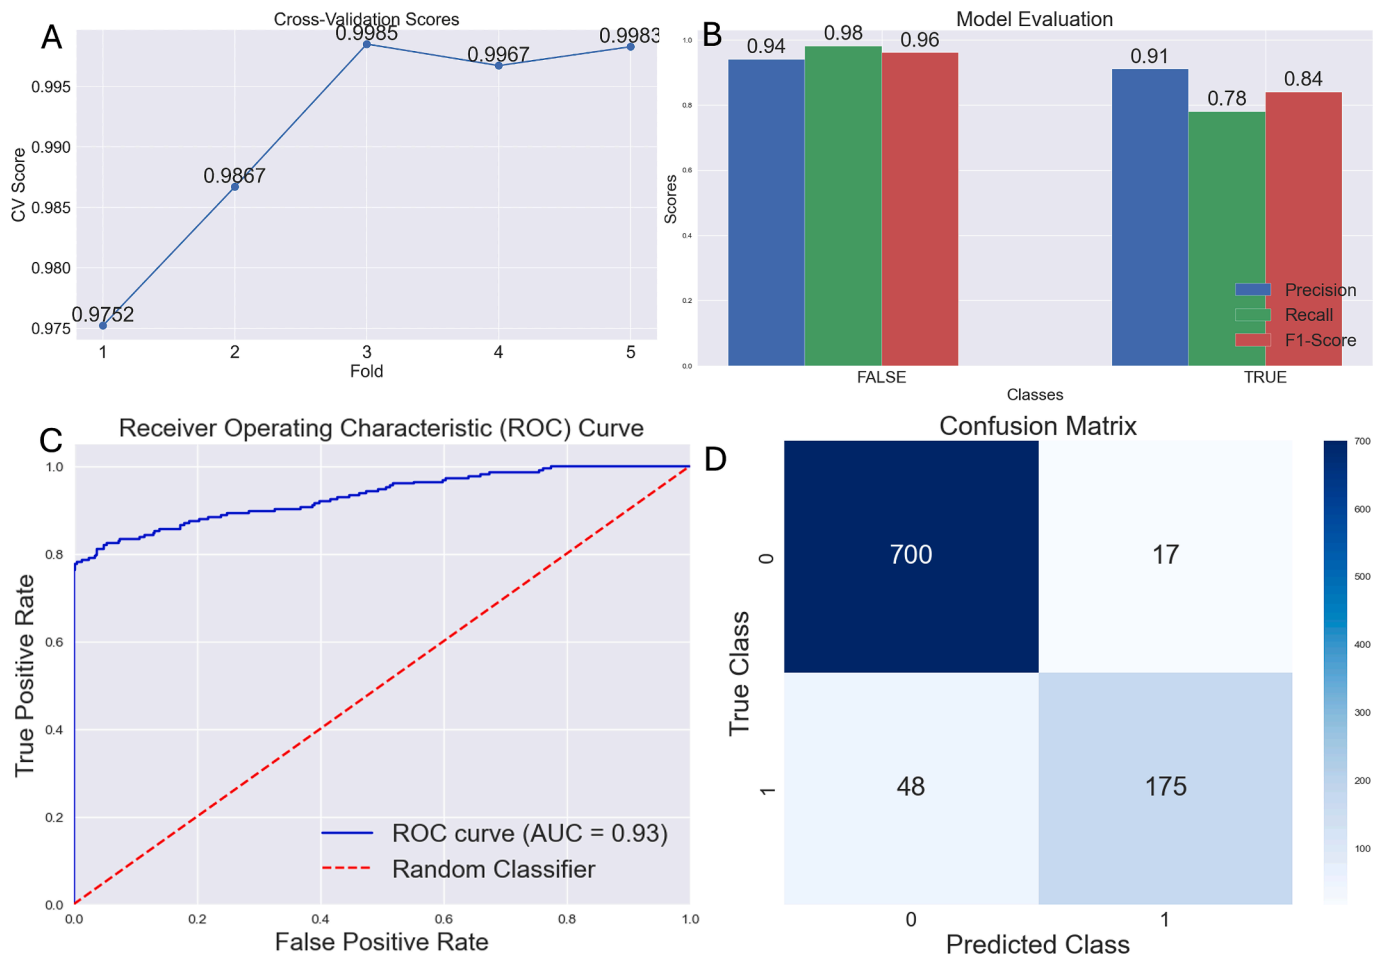 A
Cross-Validation Scores
0.9752
0.9867
0.9985
0.9967
0.9983
0.995
0.990
0.985
0.980
0.975
CV Score
1 2 3 4 5
Fold
B
Model Evaluation
0.94 0.98 0.96 0.91 0.78 0.84
1.0
0.8
0.6
0.4
0.2
0.0
Scores
Precision
Recall
F1-Score
FALSE TRUE
Classes
C
Receiver Operating Characteristic (ROC) Curve
1.0
0.8
0.6
0.4
0.2
0.0
True Positive Rate
ROC curve (AUC = 0.93)
Random Classifier
0.0 0.2 0.4 0.6 0.8 1.0
False Positive Rate
D
Confusion Matrix
True Class
0
700 17
1
48 175
0 1
Predicted Class
700
600
500
400
300
200
100